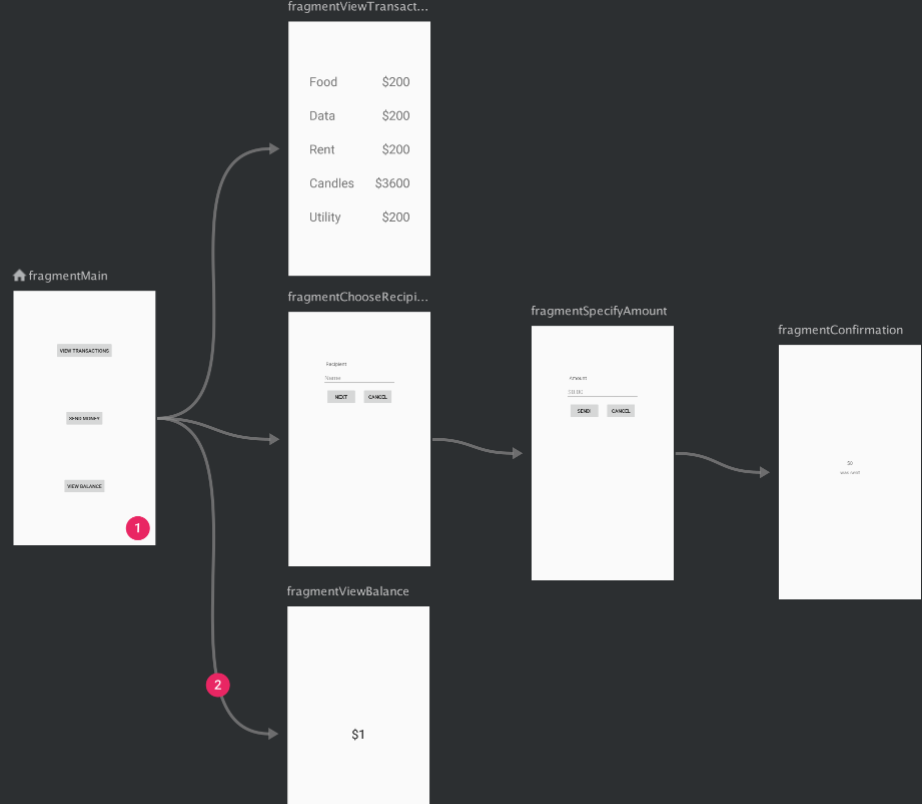 fragmentViewTransact...
Food $200
Data $200
Rent $200
Candles $3600
Utility $200
fragmentMain
VIEW TRANSACTIONS
SEND MONEY
VIEW BALANCE
1
fragmentChooseRecipi...
Recipient
NEXT CANCEL
fragmentSpecifyAmount
Amount
SEND CANCEL
fragmentConfirmation
$0
fragmentViewBalance
2
$1